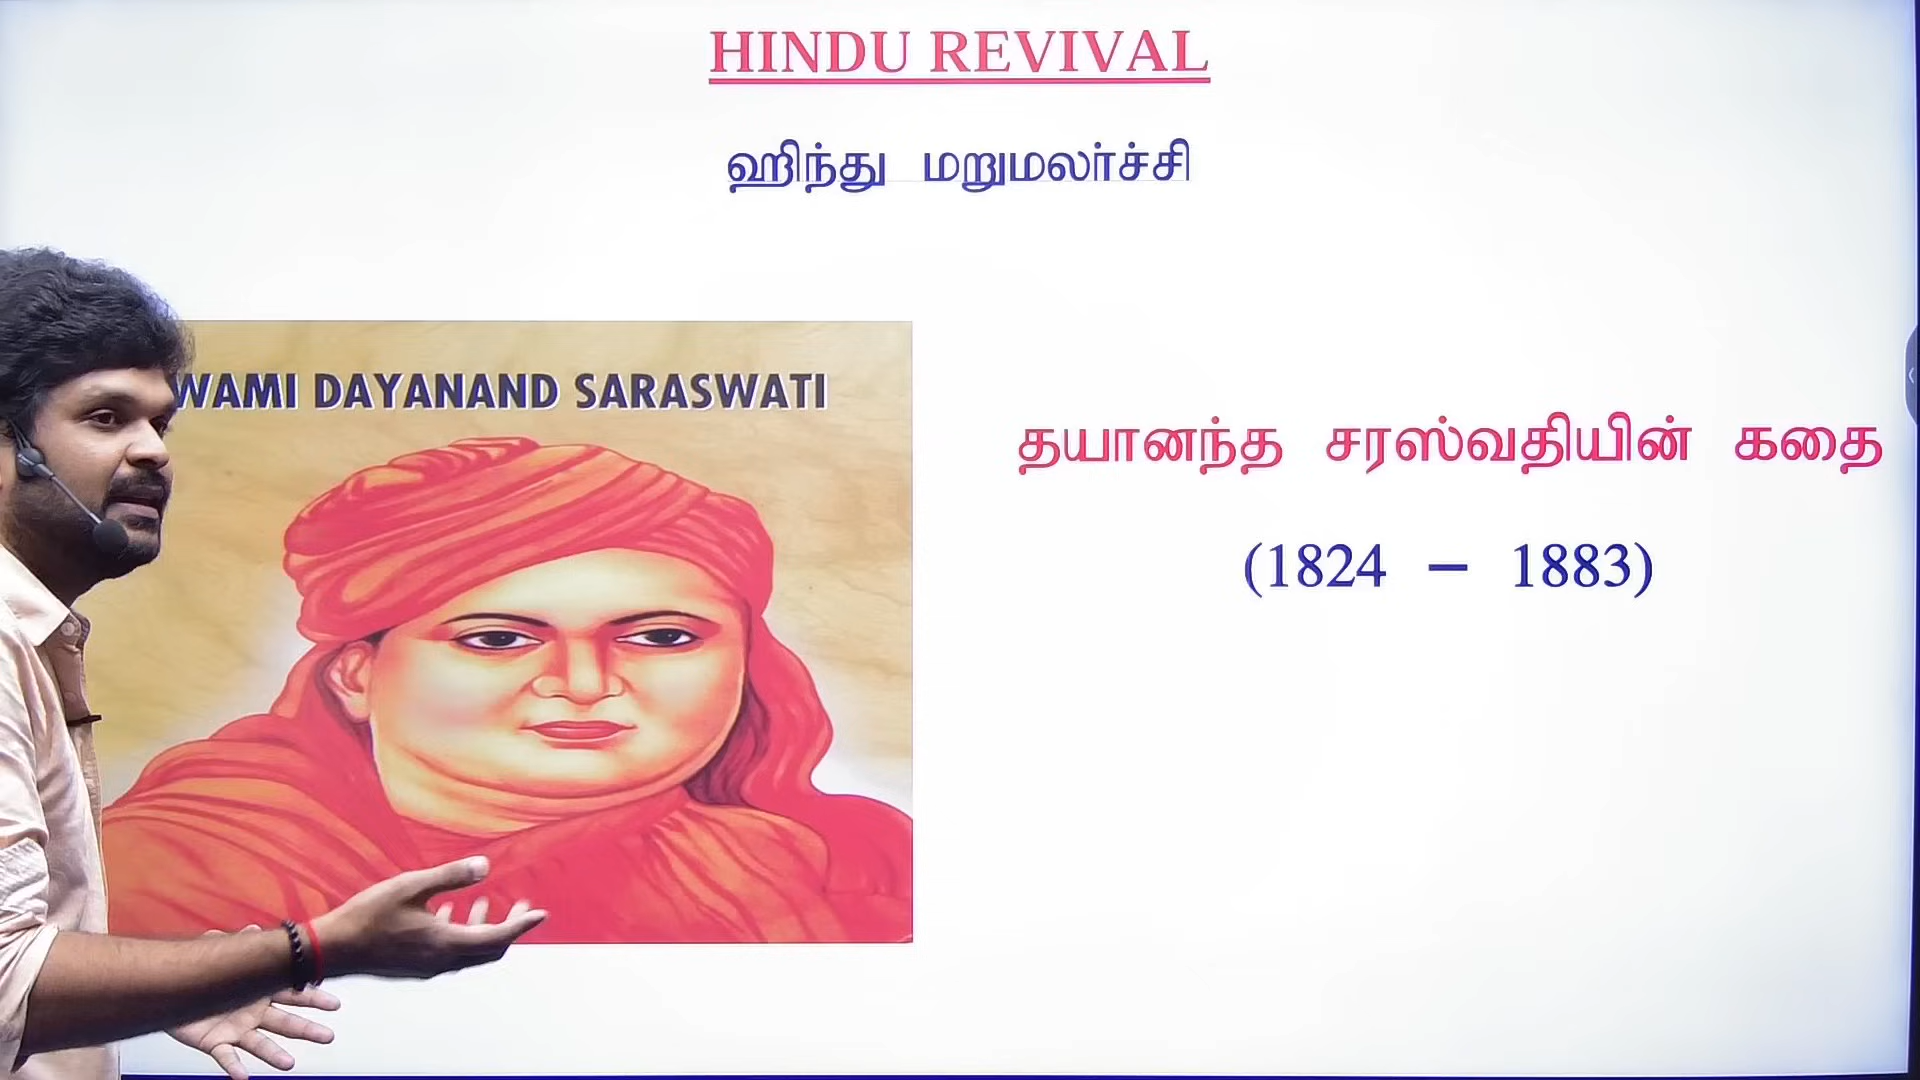 HINDU REVIVAL
ஹிந்து மறுமலர்ச்சி
WAMI DAYANAND SARASWATI
தயானந்த சரஸ்வதியின் கதை
(1824 – 1883)